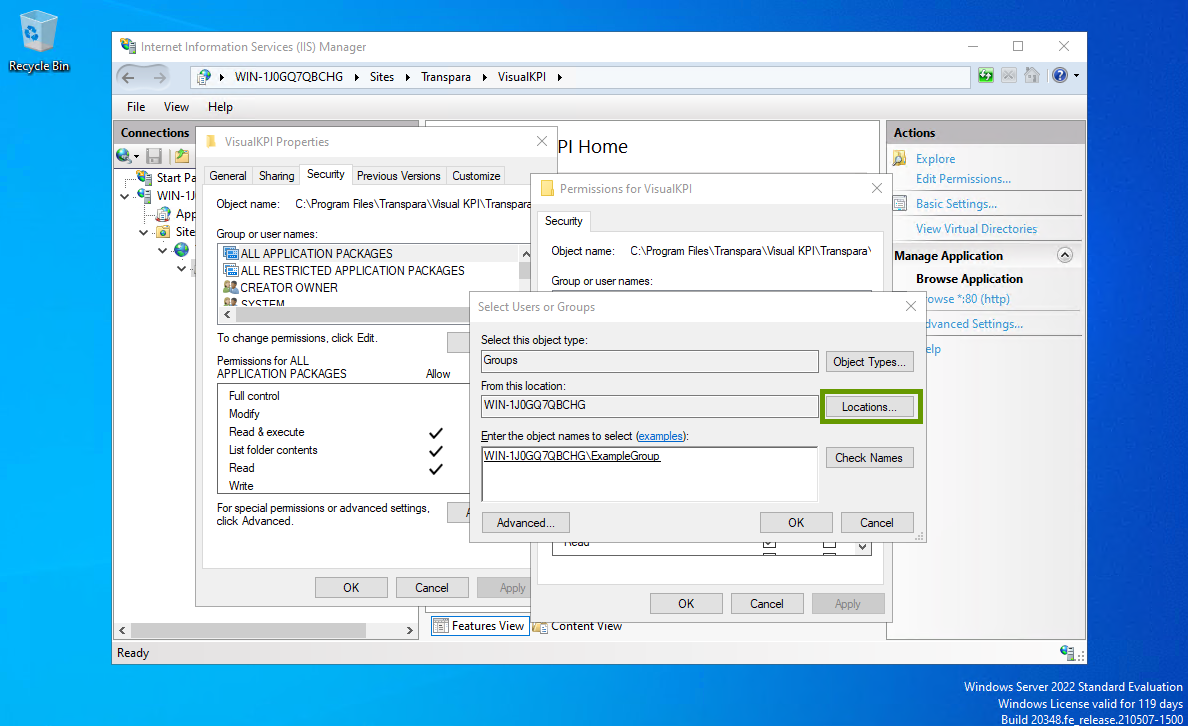 Recycle Bin
Internet Information Services (IIS) Manager
WIN-1J0GQ7QBCHG
Sites
Transpara
VisualKPI
File View Help
Connections
Start Pa
WIN-1J
App
Site
VisualKPI Properties
General Sharing Security Previous Versions Customize
Object name: C:\Program Files\Transpara\Visual KPI\Transpara
Group or user names:
ALL APPLICATION PACKAGES
ALL RESTRICTED APPLICATION PACKAGES
CREATOR OWNER
SYSTEM
To change permissions, click Edit.
Permissions for ALL
APPLICATION PACKAGES
Allow
Full control
Modify
Read & execute
List folder contents
Read
Write
For special permissions or advanced settings,
click Advanced.
A
OK Cancel Apply
PI Home
Permissions for VisualKPI
Security
Object name: C:\Program Files\Transpara\Visual KPI\Transpara\
Group or user names:
Select Users or Groups
Select this object type:
Groups
Object Types...
From this location:
WIN-1J0GQ7QBCHG
Locations...
Enter the object names to select (examples):
WIN-1J0GQ7QBCHG\ExampleGroup
Check Names
Advanced... OK Cancel
Read
OK Cancel Apply
Features View Content View
Actions
Explore
Edit Permissions...
Basic Settings...
View Virtual Directories
Manage Application
Browse Application
owse *:80 (http)
dvanced Settings...
elp
Ready
Windows Server 2022 Standard Evaluation
Windows License valid for 119 days
Build 20348.fe_release.210507-1500